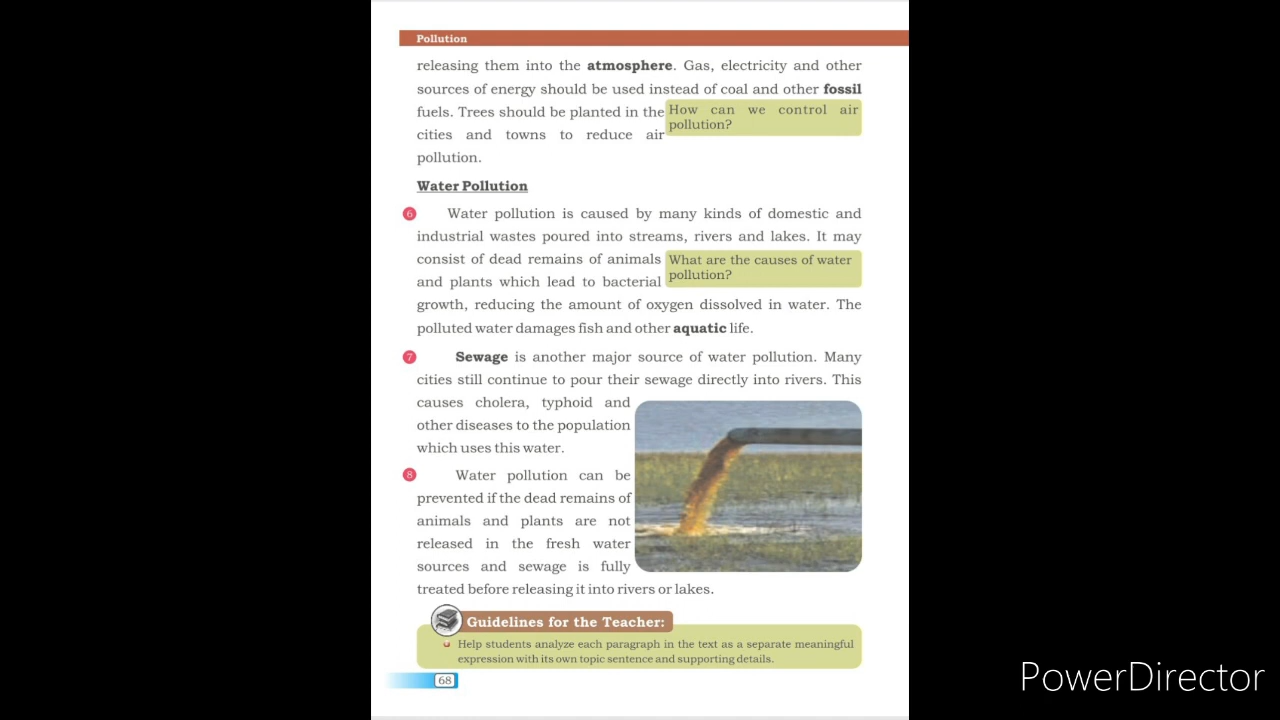 Pollution
releasing them into the atmosphere. Gas, electricity and other
sources of energy should be used instead of coal and other fossil
fuels. Trees should be planted in the
cities and towns to reduce air
pollution.
How can we control air
pollution?
Water Pollution
6 Water pollution is caused by many kinds of domestic and
industrial wastes poured into streams, rivers and lakes. It may
consist of dead remains of animals
and plants which lead to bacterial
What are the causes of water
pollution?
growth, reducing the amount of oxygen dissolved in water. The
polluted water damages fish and other aquatic life.
7 Sewage is another major source of water pollution. Many
cities still continue to pour their sewage directly into rivers. This
causes cholera, typhoid and
other diseases to the population
which uses this water.
8 Water pollution can be
prevented if the dead remains of
animals and plants are not
released in the fresh water
sources and sewage is fully
treated before releasing it into rivers or lakes.
Guidelines for the Teacher:
Help students analyze each paragraph in the text as a separate meaningful
expression with its own topic sentence and supporting details.
68
PowerDirector